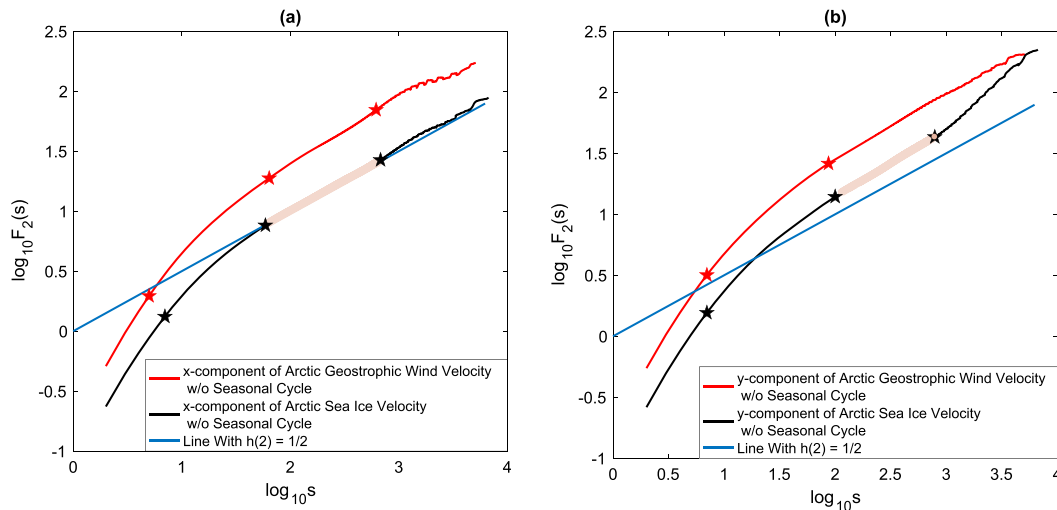 (a)
2.5
2
1.5
1
0.5
0
-0.5
-1
log10F2(s)
0
1
2
3
4
log10s
x-component of Arctic Geostrophic Wind Velocity
w/o Seasonal Cycle
x-component of Arctic Sea Ice Velocity
w/o Seasonal Cycle
Line With h(2) = 1/2
(b)
2.5
2
1.5
1
0.5
0
-0.5
-1
log10F2(s)
0
0.5
1
1.5
2
2.5
3
3.5
4
log10s
y-component of Arctic Geostrophic Wind Velocity
w/o Seasonal Cycle
y-component of Arctic Sea Ice Velocity
w/o Seasonal Cycle
Line With h(2) = 1/2